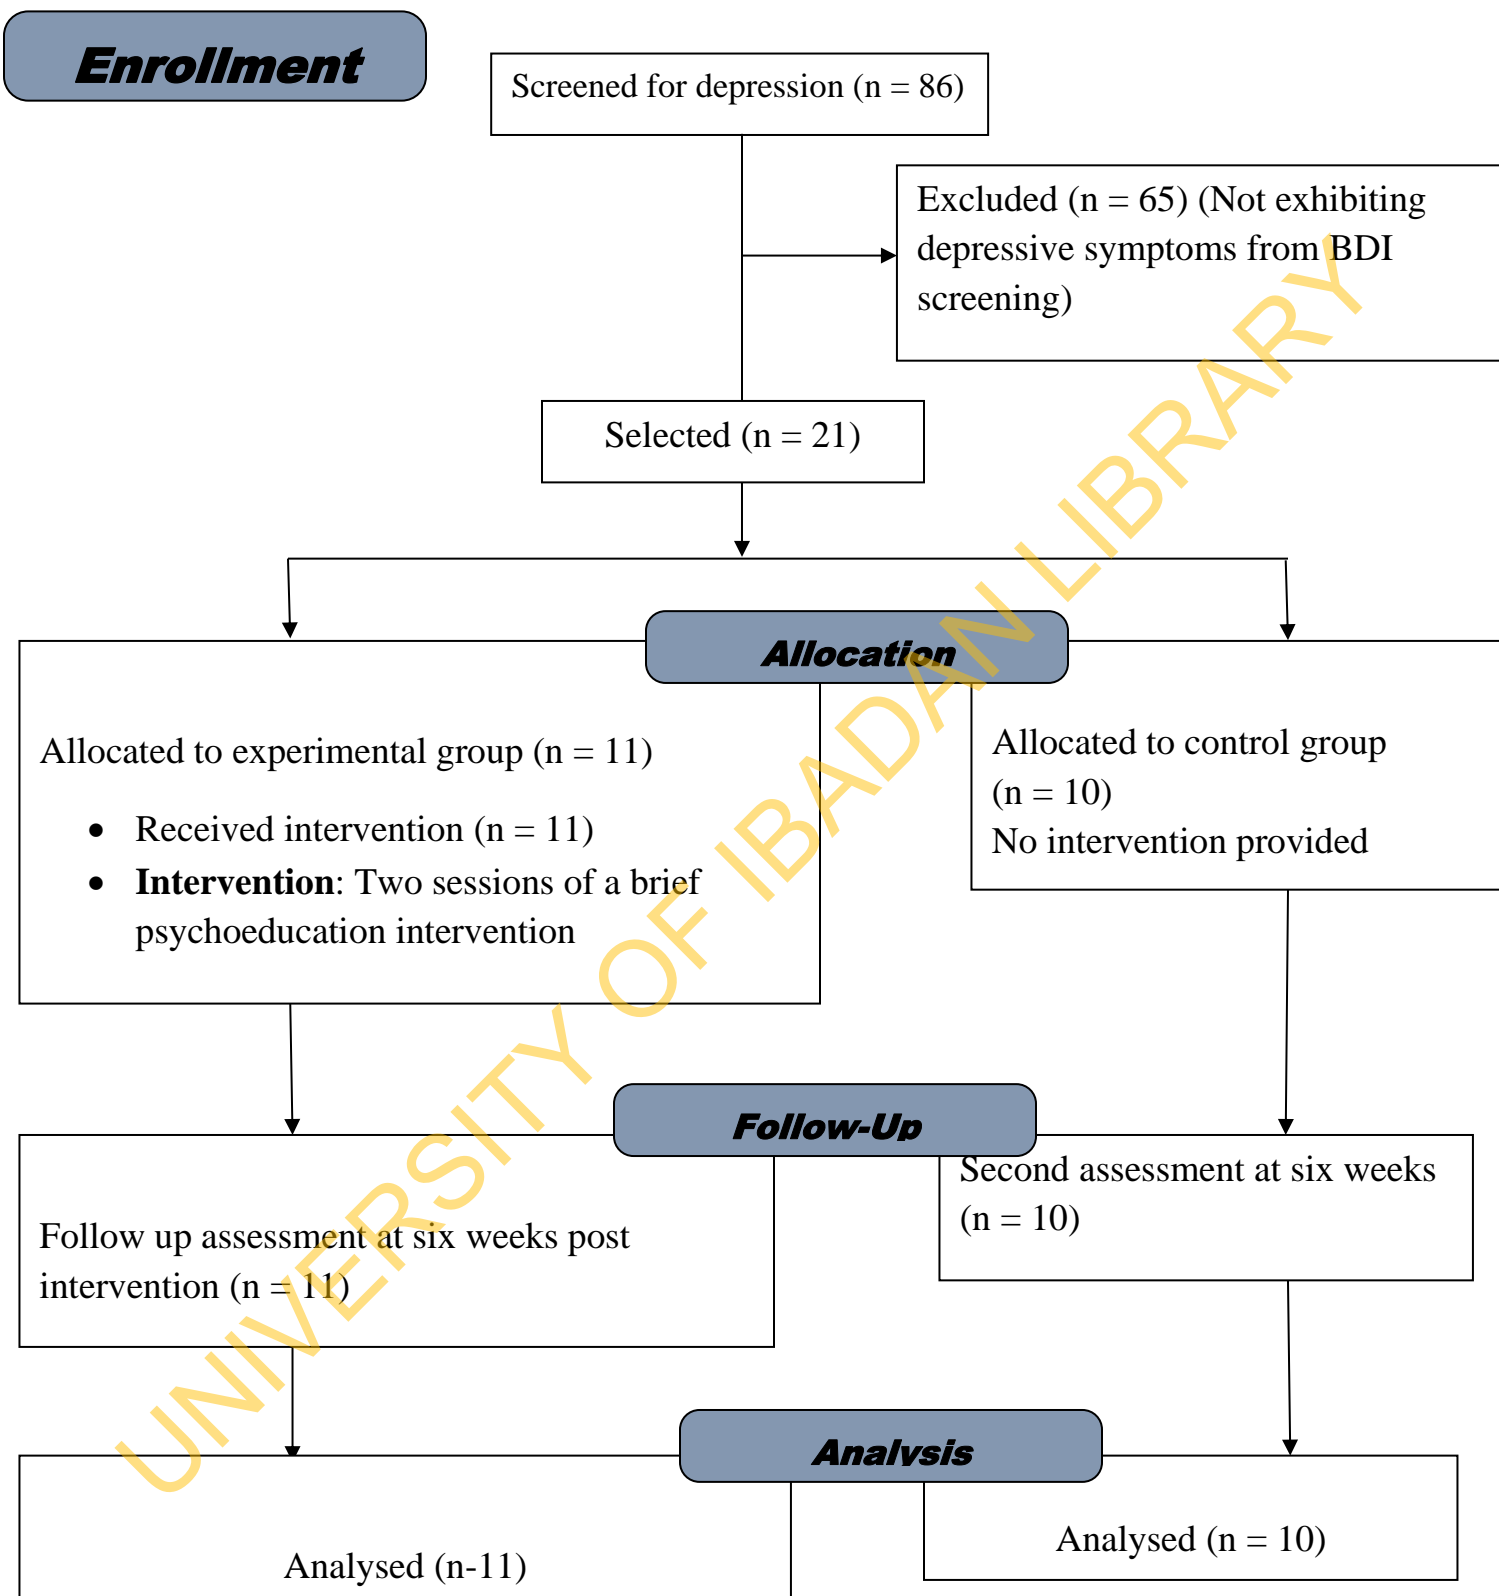 Enrollment
Screened for depression (n = 86)
Excluded (n = 65) (Not exhibiting
depressive symptoms from BDI
screening)
Selected (n = 21)
Allocation
Allocated to experimental group (n = 11)
• Received intervention (n = 11)
• Intervention: Two sessions of a brief
psychoeducation intervention
Allocated to control group
(n = 10)
No intervention provided
Follow-Up
Follow up assessment at six weeks post
intervention (n = 11)
Second assessment at six weeks
(n = 10)
Analysis
Analysed (n-11)
Analysed (n = 10)
UNIVERSITY OF IBADAN LIBRARY